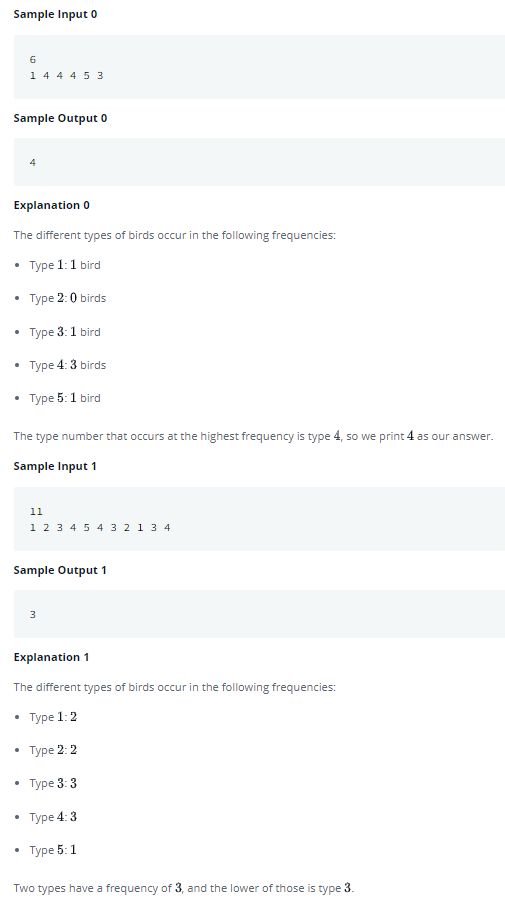 Sample Input 0
6
1 4 4 4 5 3
Sample Output 0
4
Explanation 0
The different types of birds occur in the following frequencies:
• Type 1: 1 bird
• Type 2: 0 birds
• Type 3: 1 bird
• Type 4: 3 birds
• Type 5: 1 bird
The type number that occurs at the highest frequency is type 4, so we print 4 as our answer.
Sample Input 1
11
1 2 3 4 5 4 3 2 1 3 4
Sample Output 1
3
Explanation 1
The different types of birds occur in the following frequencies:
• Type 1: 2
• Type 2: 2
• Type 3: 3
• Type 4: 3
• Type 5: 1
Two types have a frequency of 3, and the lower of those is type 3.